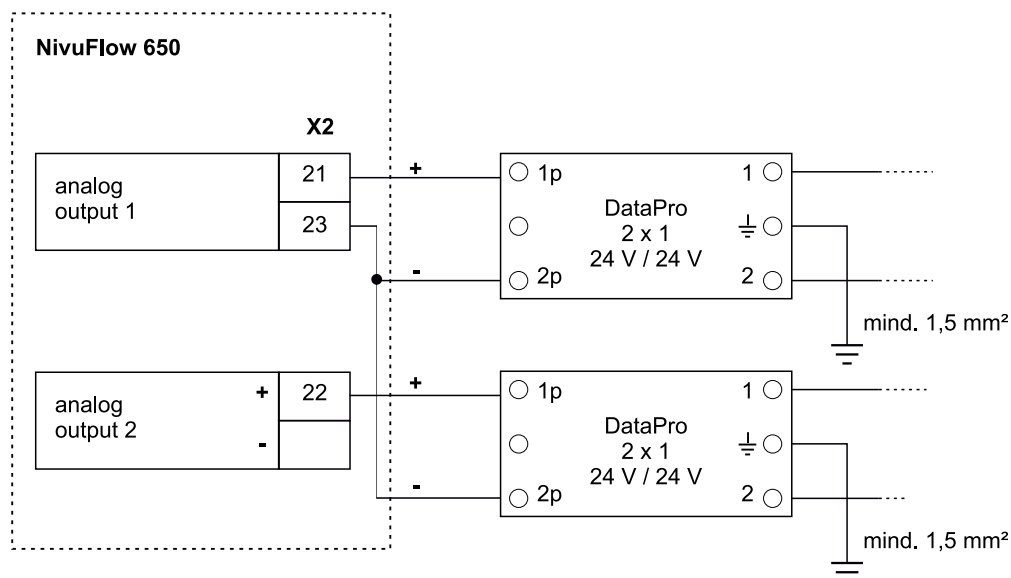 NivuFlow 650
X2
analog
output 1
21
23
+
-
1p
2p
DataPro
2 x 1
24 V / 24 V
1
2
mind. 1,5 mm²
analog
output 2
+
-
22
+
-
1p
2p
DataPro
2 x 1
24 V / 24 V
1
2
mind. 1,5 mm²